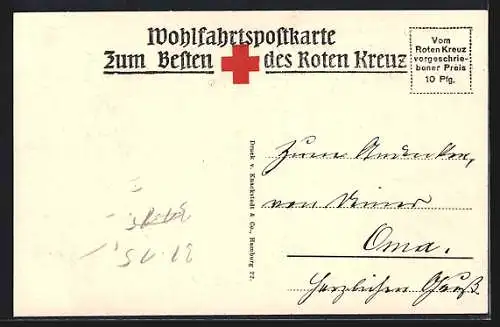 Wohlfahrtspostkarte
Zum Besten des Roten Kreuz
Vom
Roten Kreuz
vorgeschrie-
bener Preis
10 Pfg.
Druck v. Knackstedt & Co., Hamburg 22.
Zum Andenken,
von Deiner
Oma.
Herzlichen Gruß.